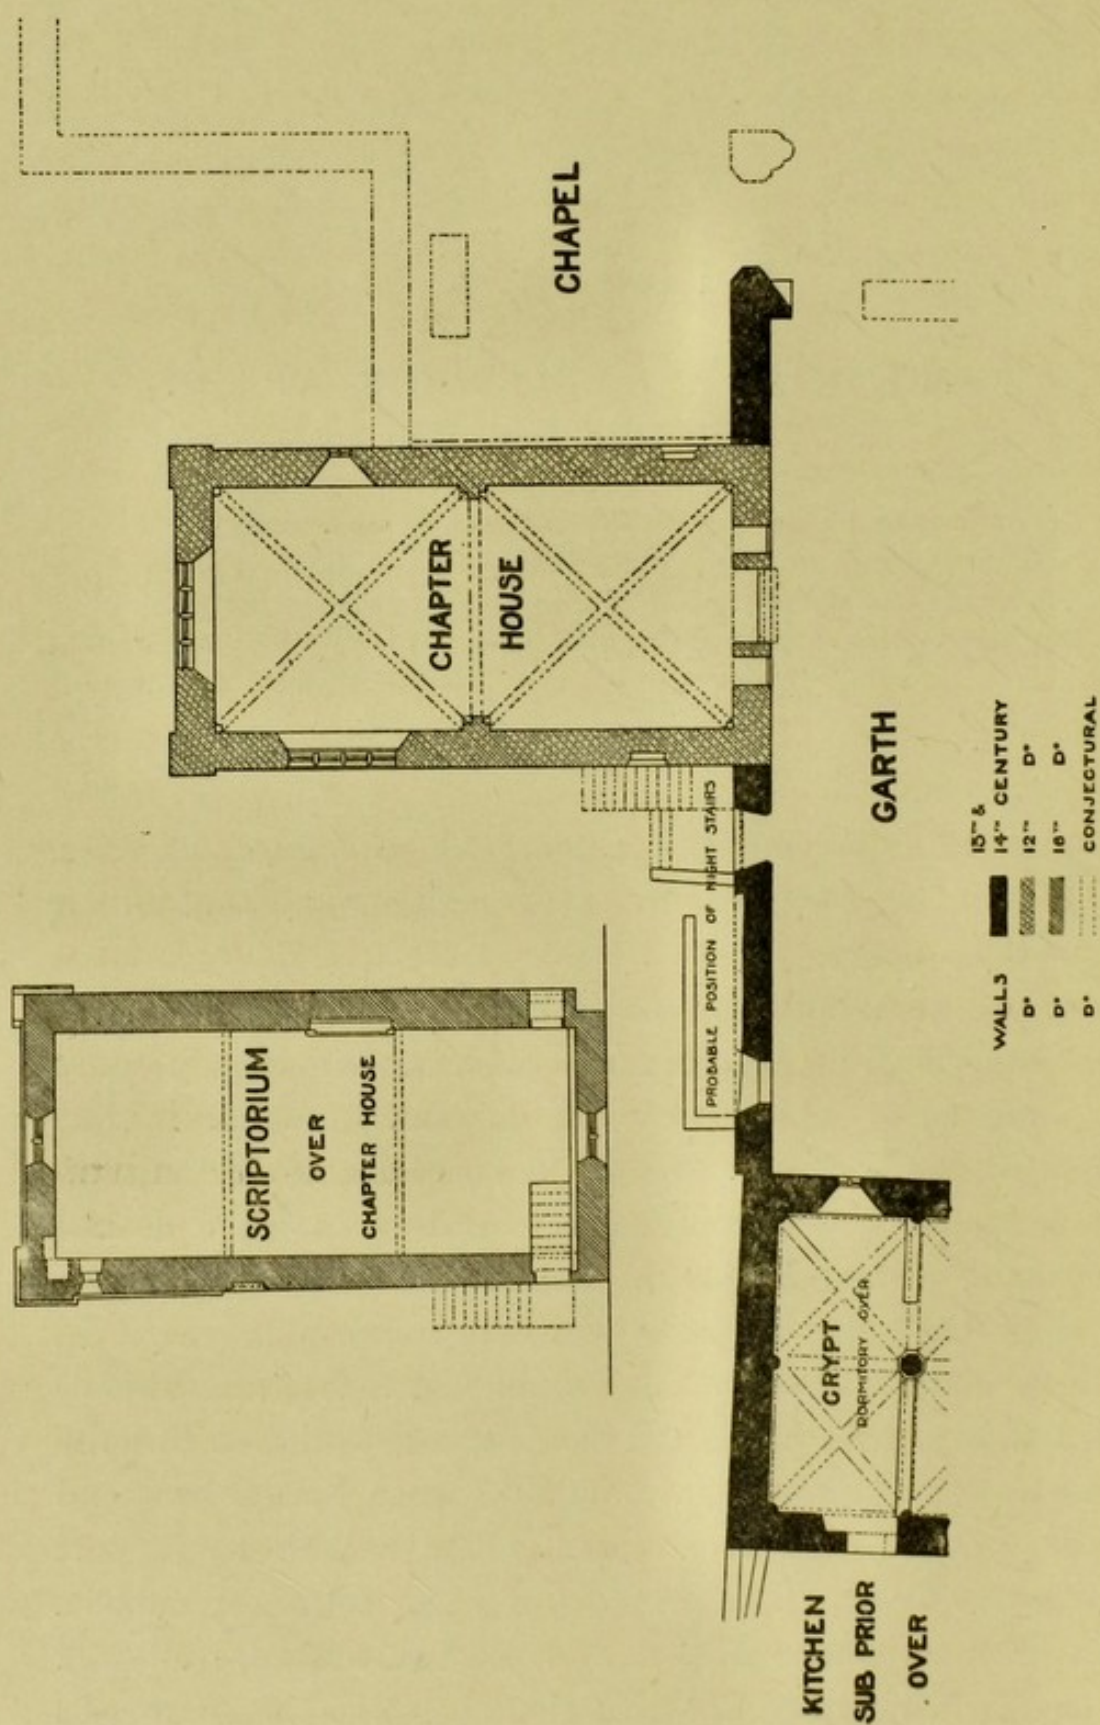 CHAPEL
CHAPTER
HOUSE
SCRIPTORIUM
OVER
CHAPTER HOUSE
PROBABLE POSITION OF NIGHT STAIRS
GARTH
CRYPT
DORMITORY OVER
KITCHEN
SUB PRIOR
OVER
13TH &
WALLS 14TH CENTURY
Dº 12TH Dº
Dº 16TH Dº
Dº CONJECTURAL